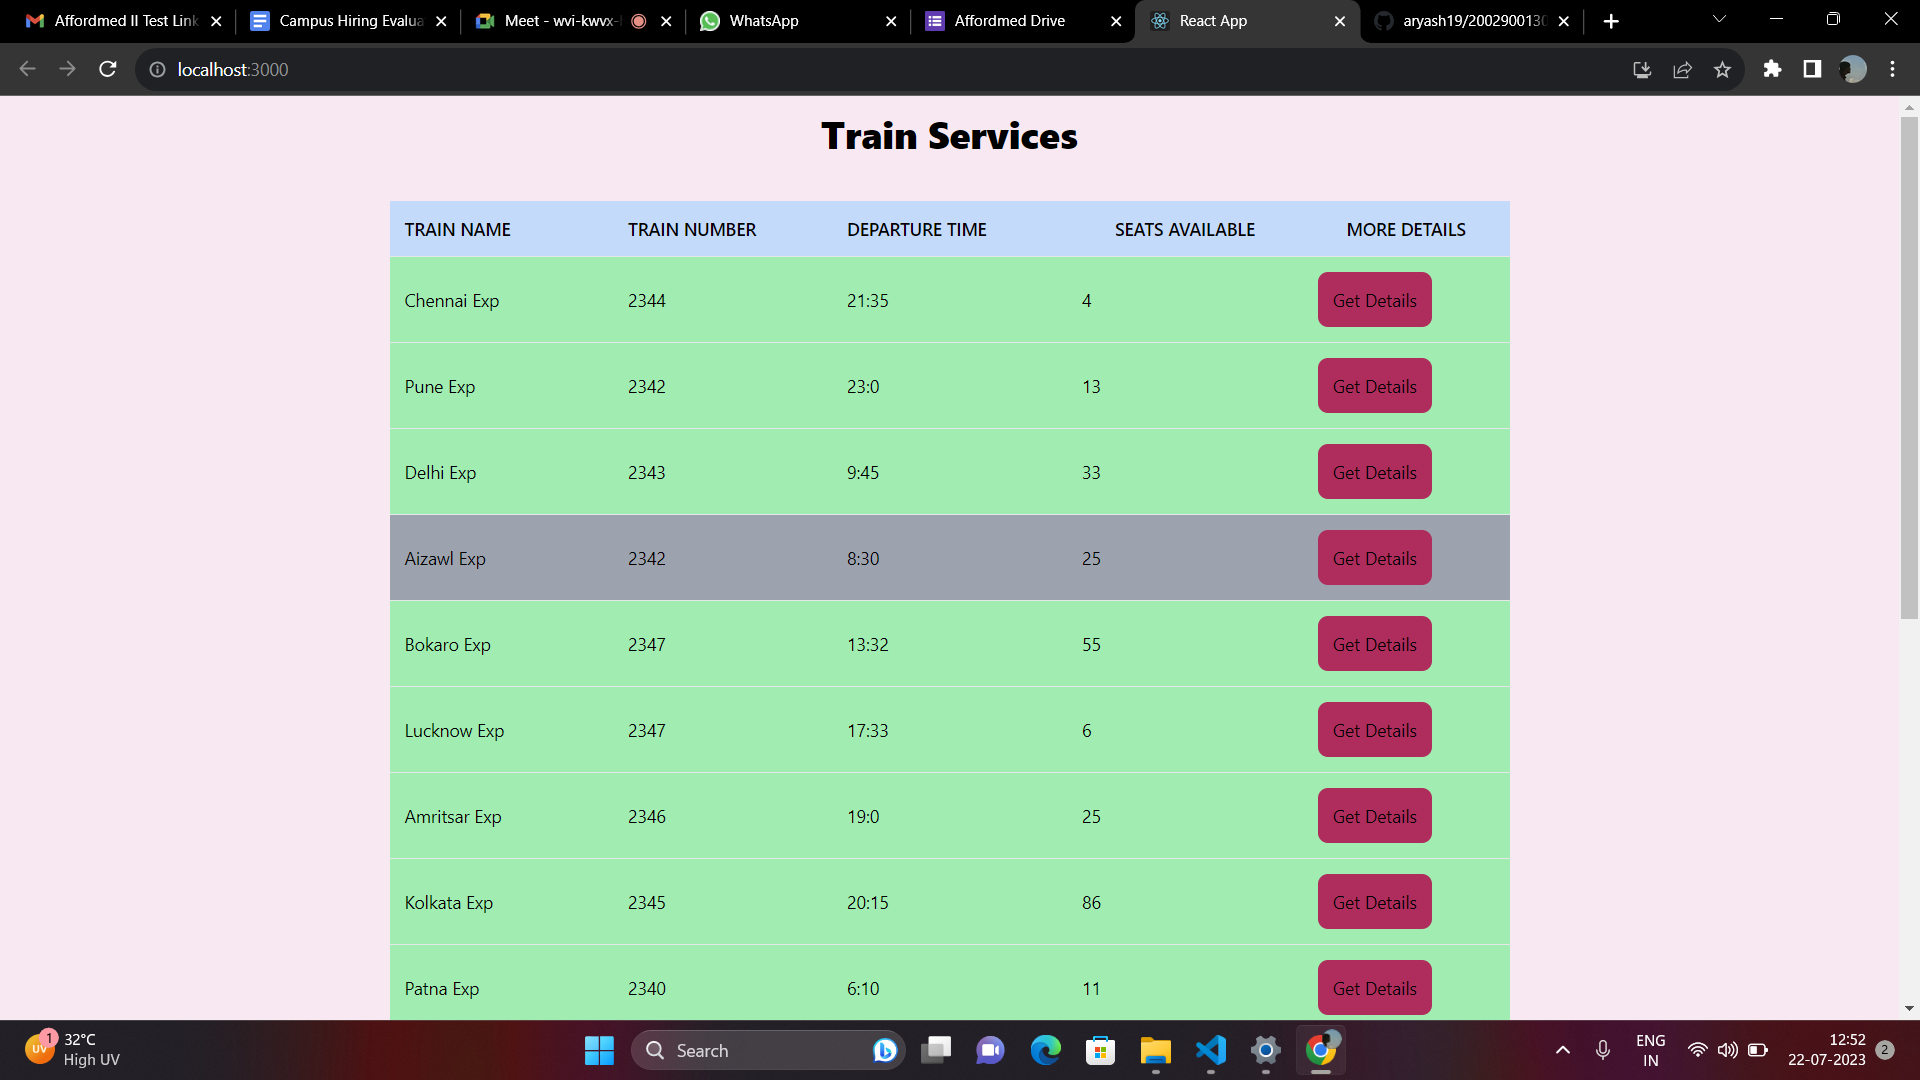 Affordmed II Test Link
Campus Hiring Evalua
Meet - wvi-kwvx-
WhatsApp
Affordmed Drive
React App
aryash19/2002900130
localhost:3000
Train Services
TRAIN NAME TRAIN NUMBER DEPARTURE TIME SEATS AVAILABLE MORE DETAILS
Chennai Exp 2344 21:35 4 Get Details
Pune Exp 2342 23:0 13 Get Details
Delhi Exp 2343 9:45 33 Get Details
Aizawl Exp 2342 8:30 25 Get Details
Bokaro Exp 2347 13:32 55 Get Details
Lucknow Exp 2347 17:33 6 Get Details
Amritsar Exp 2346 19:0 25 Get Details
Kolkata Exp 2345 20:15 86 Get Details
Patna Exp 2340 6:10 11 Get Details
UV
1
32°C
High UV
Search
ENG
IN
12:52
22-07-2023
2